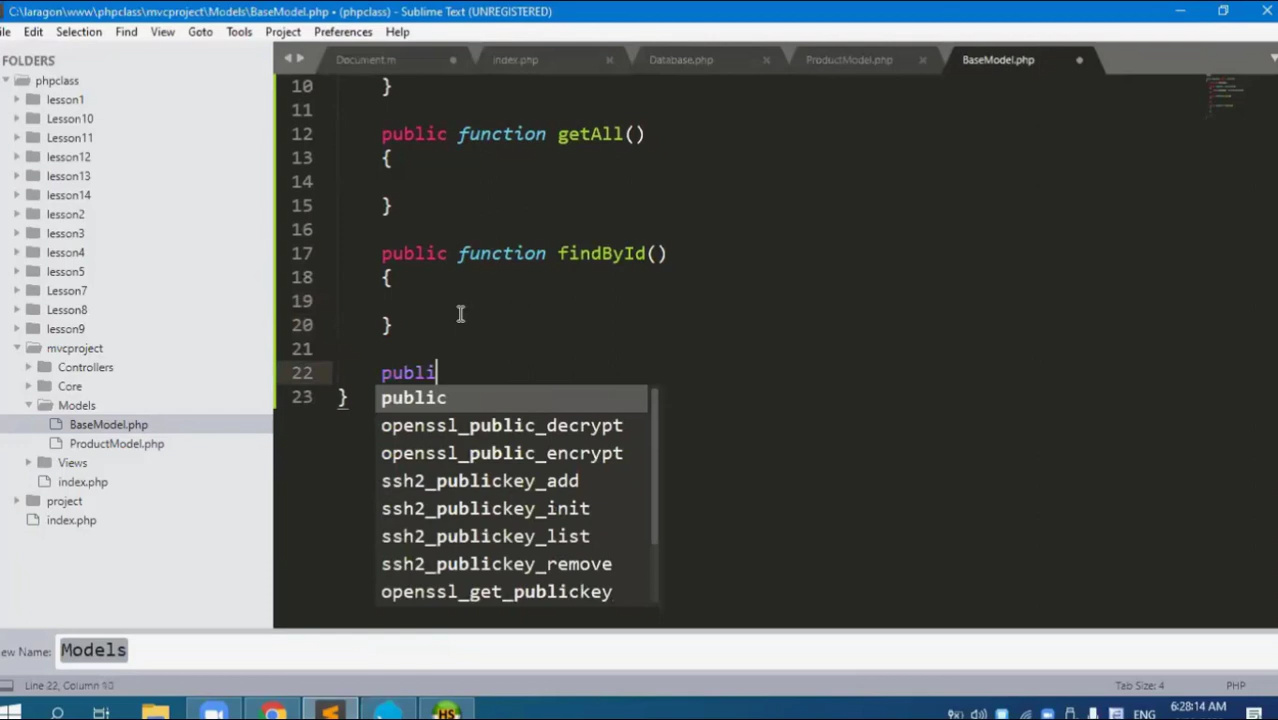 C:\laragon\www\phpclass\mvcproject\Models\BaseModel.php • (phpclass) - Sublime Text (UNREGISTERED)
ile Edit Selection Find View Goto Tools Project Preferences Help
FOLDERS
phpclass
lesson1
Lesson10
Lesson11
lesson12
lesson13
lesson14
lesson2
lesson3
lesson4
lesson5
Lesson7
Lesson8
lesson9
mvcproject
Controllers
Core
Models
BaseModel.php
ProductModel.php
Views
index.php
project
index.php
Document.m index.php Database.php ProductModel.php BaseModel.php
10 }
11
12 public function getAll()
13 {
14
15 }
16
17 public function findById()
18 {
19
20 }
21
22 publi
23 }
public
openssl_public_decrypt
openssl_public_encrypt
ssh2_publickey_add
ssh2_publickey_init
ssh2_publickey_list
ssh2_publickey_remove
openssl_get_publickey
ew Name: Models
Line 22, Column 10 Tab Size: 4 PHP
HS ENG 6:28:14 AM